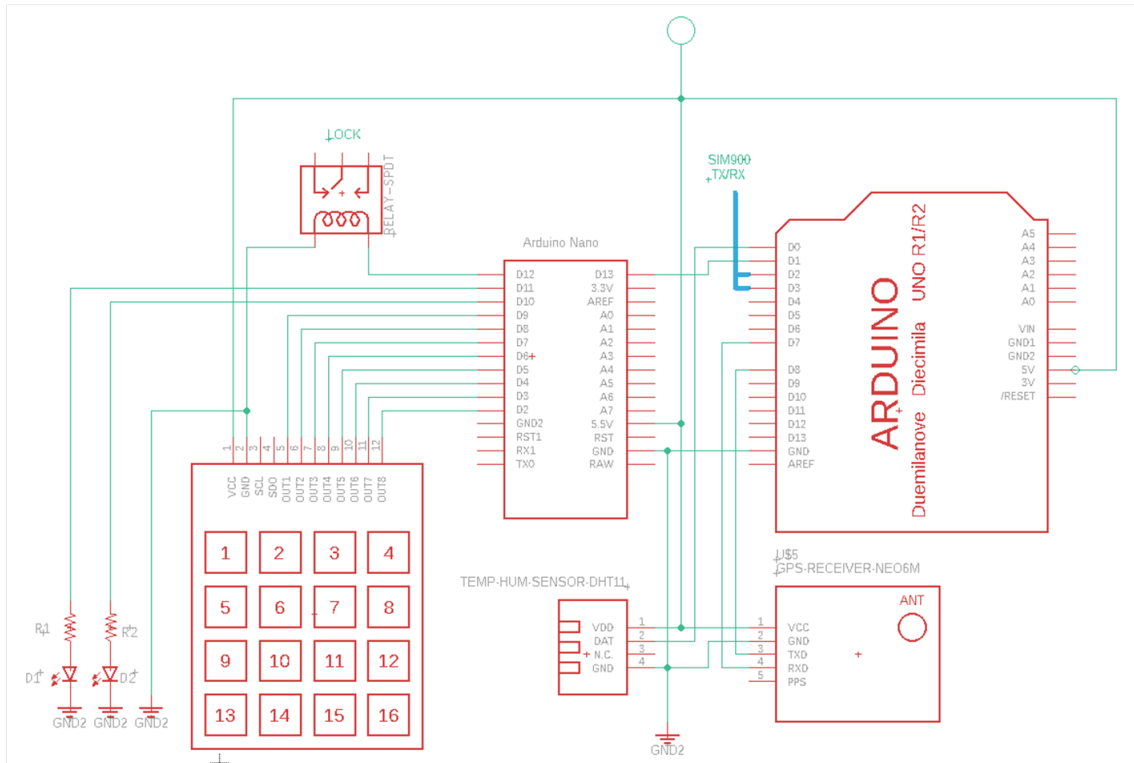 LOCK
RELAY-SPDT
SIM900
TX/RX
Arduino Nano
D12
D11
D10
D9
D8
D7
D6
D5
D4
D3
D2
GND2
RST1
RX1
TX0
D13
3.3V
AREF
A0
A1
A2
A3
A4
A5
A6
A7
5.5V
RST
GND
RAW
D0
D1
D2
D3
D4
D5
D6
D7
D8
D9
D10
D11
D12
D13
GND
AREF
ARDUINO
Duemilanove Diecimila UNO R1/R2
A5
A4
A3
A2
A1
A0
VIN
GND1
GND2
5V
3V
/RESET
1 2 3 4 5 6 7 8 9 10 11 12
VCC GND SCL SDO OUT1 OUT2 OUT3 OUT4 OUT5 OUT6 OUT7 OUT8
1 2 3 4
5 6 7 8
9 10 11 12
13 14 15 16
R1
R2
D1
D2
GND2
GND2
GND2
TEMP-HUM-SENSOR-DHT11
VDD 1
DAT 2
N.C. 3
GND 4
GND2
U$5
GPS-RECEIVER-NEO6M
ANT
1 VCC
2 GND
3 TXD
4 RXD
5 PPS